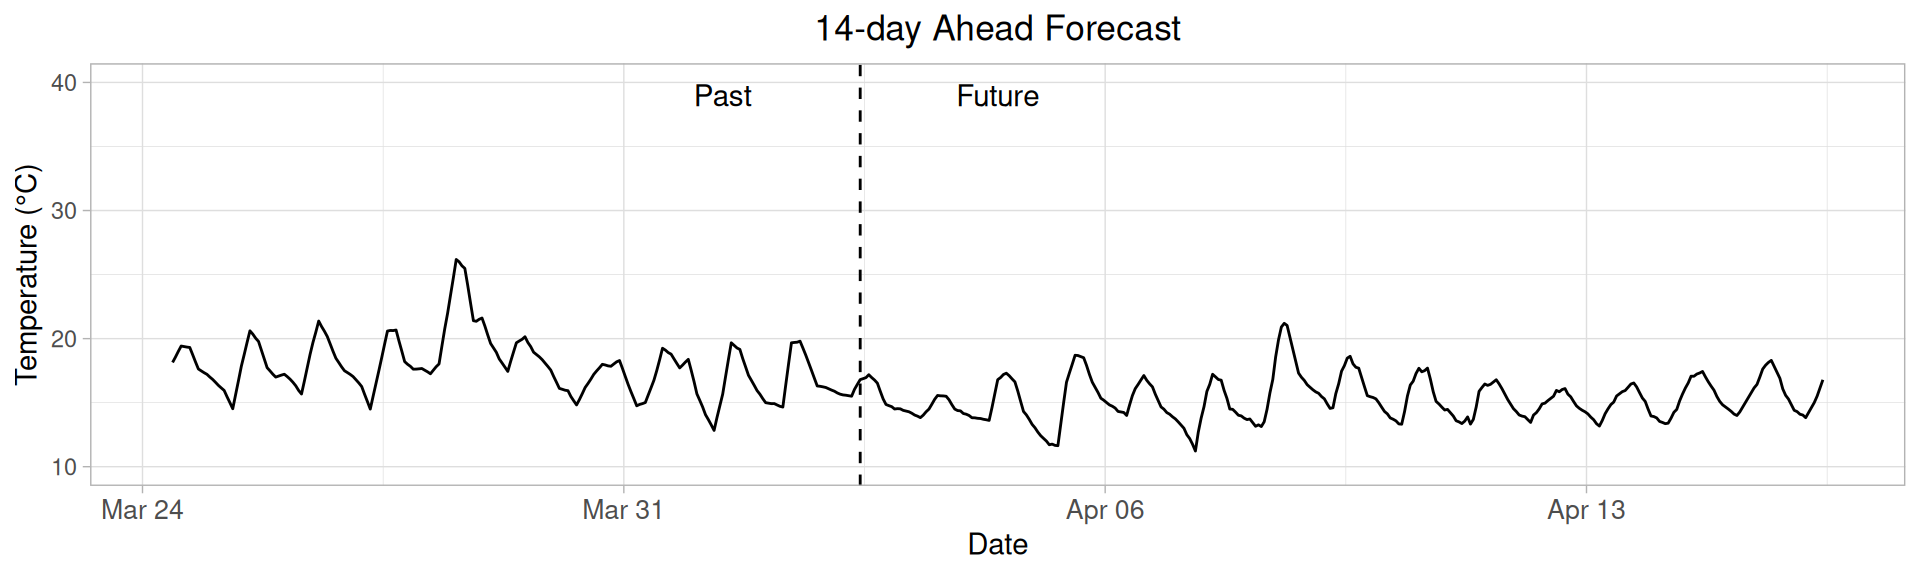 14-day Ahead Forecast
Past
Future
40
30
20
10
Temperature (°C)
Mar 24
Mar 31
Apr 06
Apr 13
Date